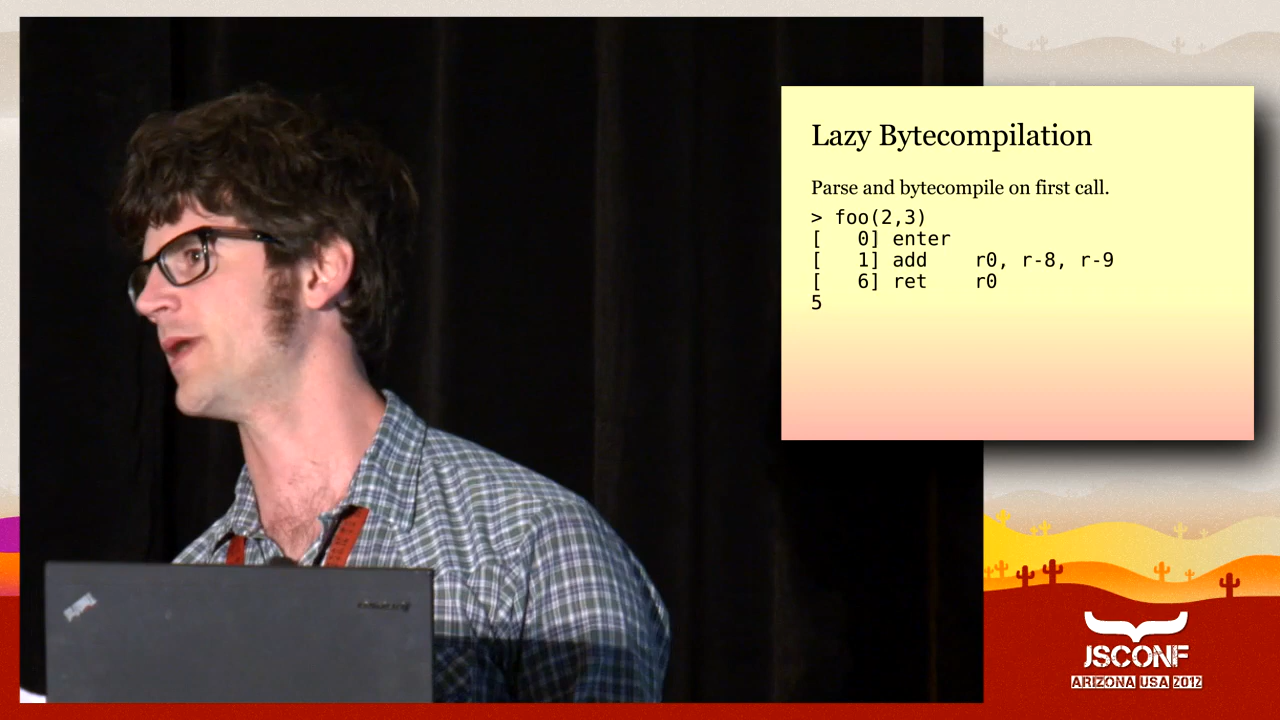 Lazy Bytecompilation
Parse and bytecompile on first call.
> foo(2,3)
[   0] enter
[   1] add    r0, r-8, r-9
[   6] ret    r0
5
JSCONF
ARIZONA USA 2012